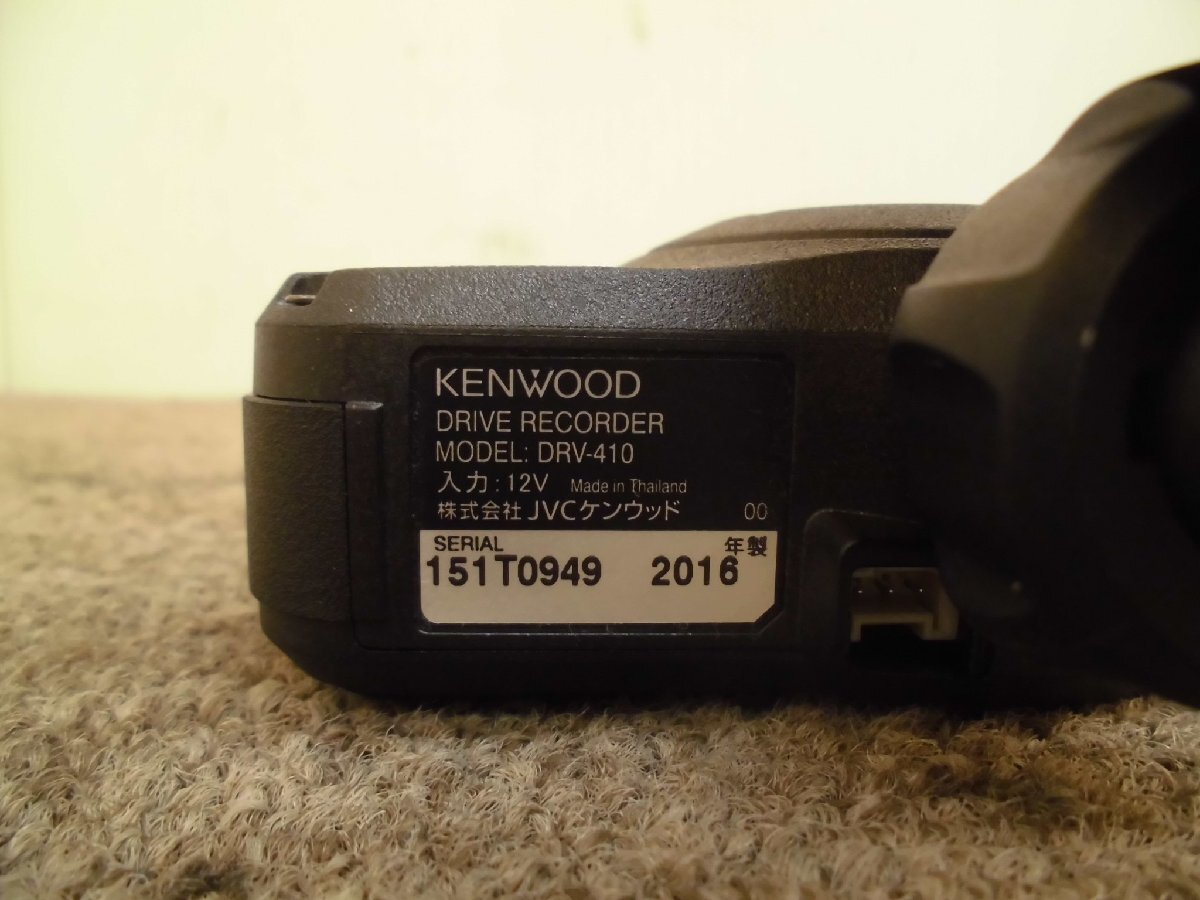 KENWOOD
DRIVE RECORDER
MODEL: DRV-410
入力: 12V Made in Thailand
株式会社 JVCケンウッド 00
SERIAL 年製
151T0949 2016